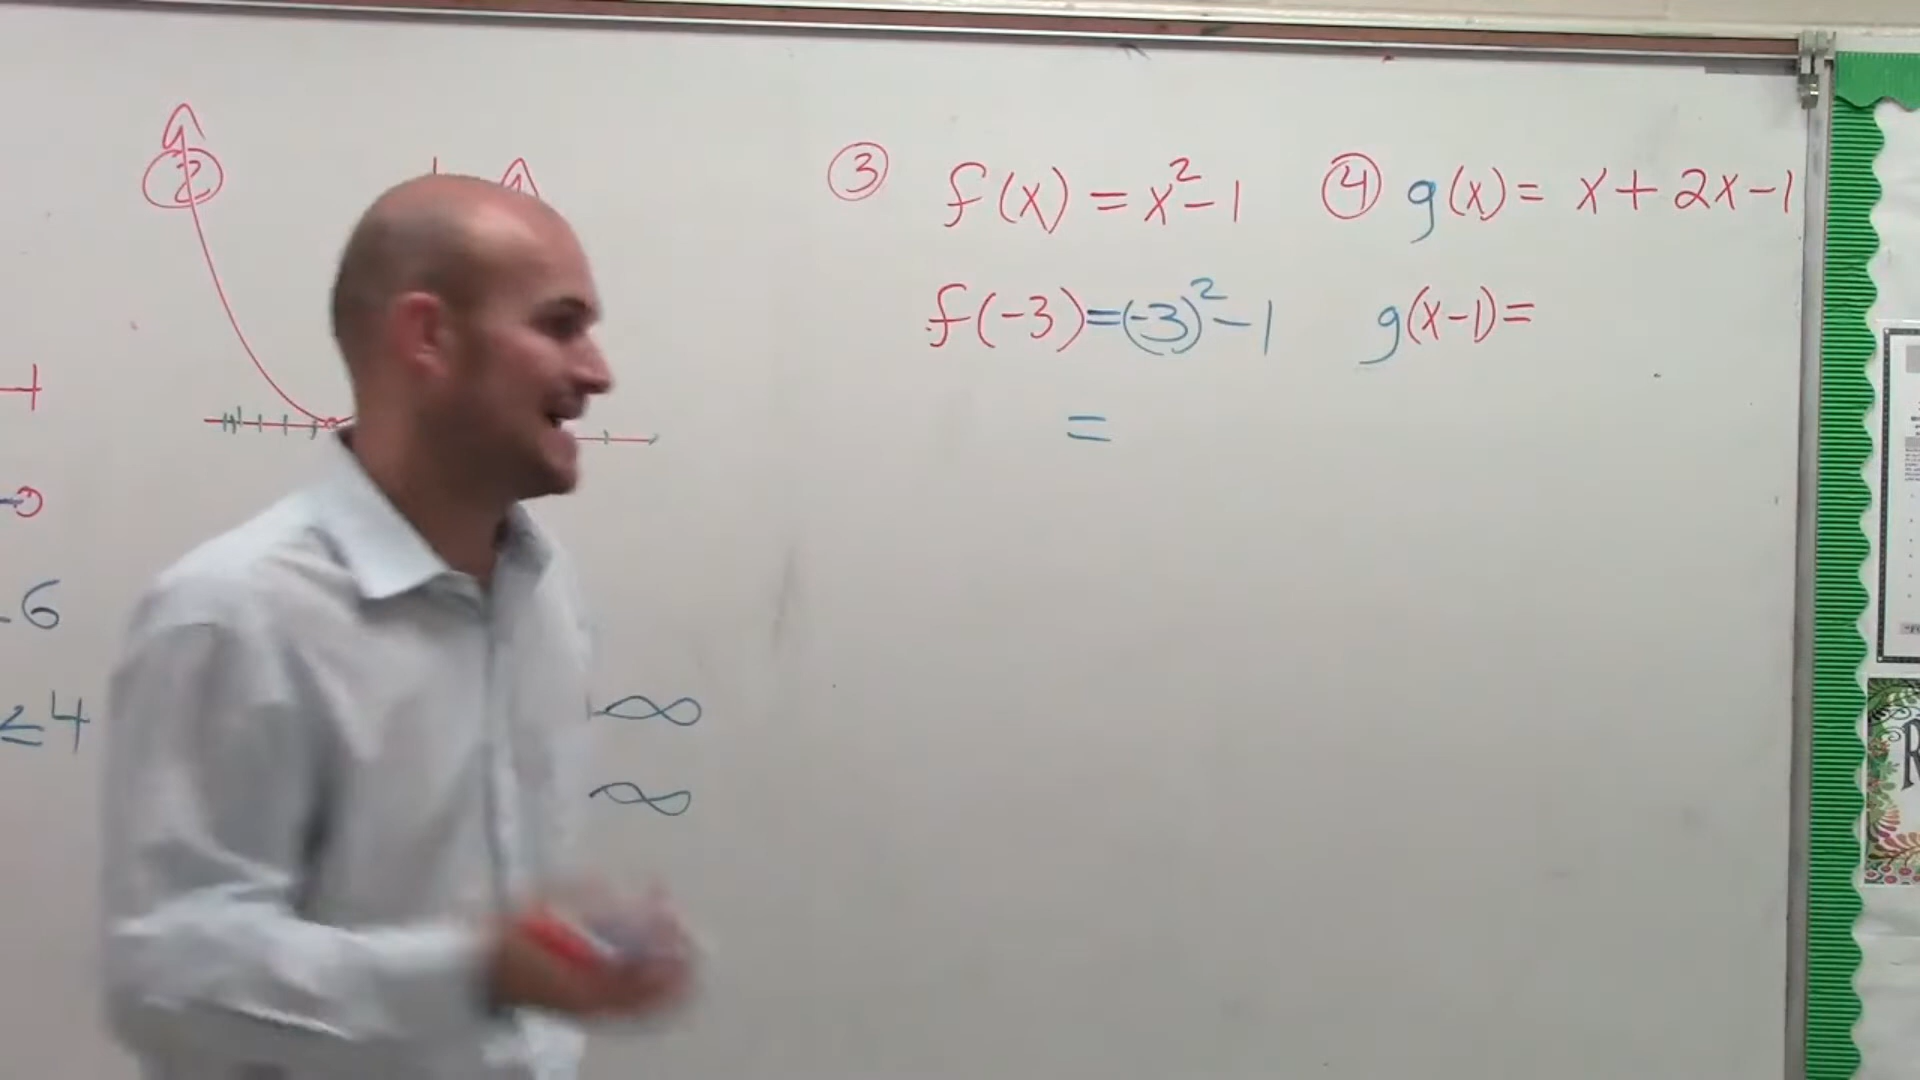 ②
③ f(x) = x²-1
④ g(x) = x + 2x - 1
f(-3) = (-3)² - 1
g(x-1) =
=
6
≤4
∞
∞
R